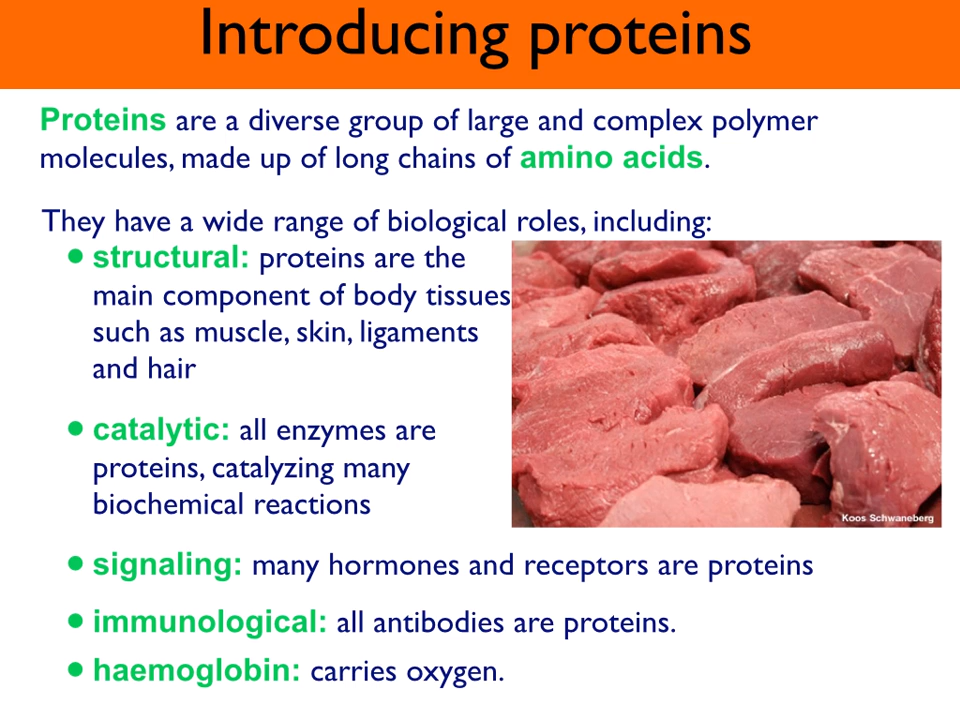 Introducing proteins
Proteins are a diverse group of large and complex polymer
molecules, made up of long chains of amino acids.
They have a wide range of biological roles, including:
• structural: proteins are the
main component of body tissues
such as muscle, skin, ligaments
and hair
• catalytic: all enzymes are
proteins, catalyzing many
biochemical reactions
Koos Schwaneberg
• signaling: many hormones and receptors are proteins
• immunological: all antibodies are proteins.
• haemoglobin: carries oxygen.